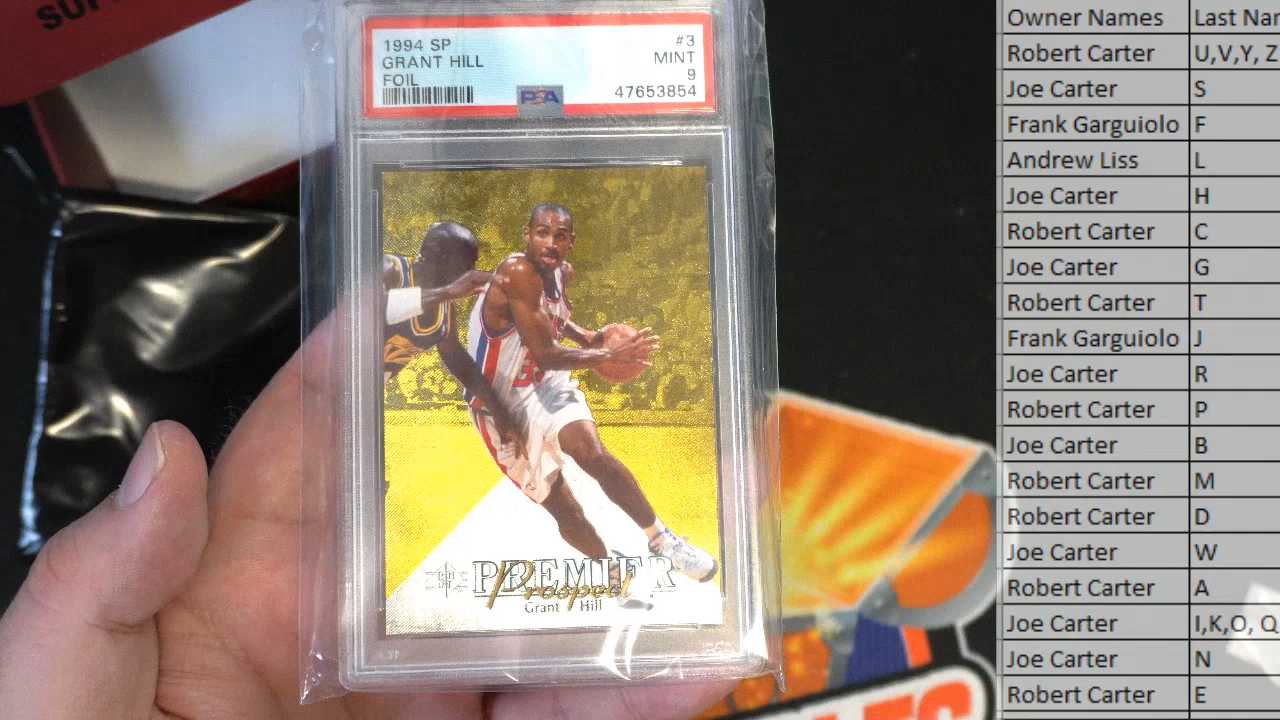 1994 SP
GRANT HILL
FOIL
#3
MINT
9
47653854
PSA
33
PREMIER
Prospect
Grant Hill
Owner Names
Robert Carter U,V,Y, Z
Joe Carter S
Frank Garguiolo F
Andrew Liss L
Joe Carter H
Robert Carter C
Joe Carter G
Robert Carter T
Frank Garguiolo J
Joe Carter R
Robert Carter P
Joe Carter B
Robert Carter M
Robert Carter D
Joe Carter W
Robert Carter A
Joe Carter I,K,O, Q
Joe Carter N
Robert Carter E